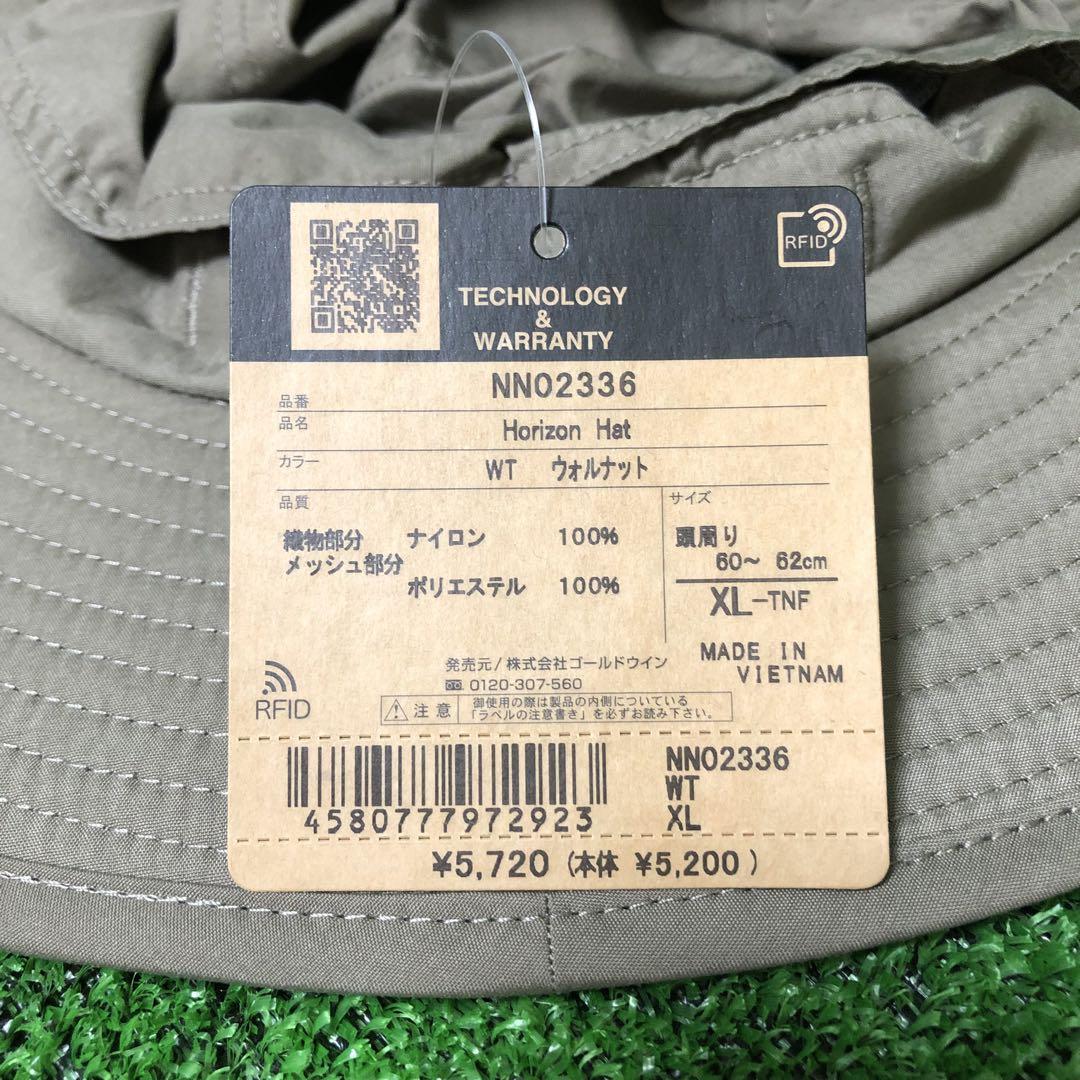 RFID
TECHNOLOGY
&
WARRANTY
品番 NN02336
品名 Horizon Hat
カラー WT ウォルナット
品質
サイズ
織物部分 ナイロン 100%
メッシュ部分
ポリエステル 100%
頭周り
60〜 62cm
XL-TNF
MADE IN
VIETNAM
発売元/株式会社ゴールドウイン
0120-307-560
RFID
注意
御使用の際は製品の内側についている
「ラベルの注意書き」を必ずお読み下さい。
4580777972923
NN02336
WT
XL
¥5,720 (本体 ¥5,200)